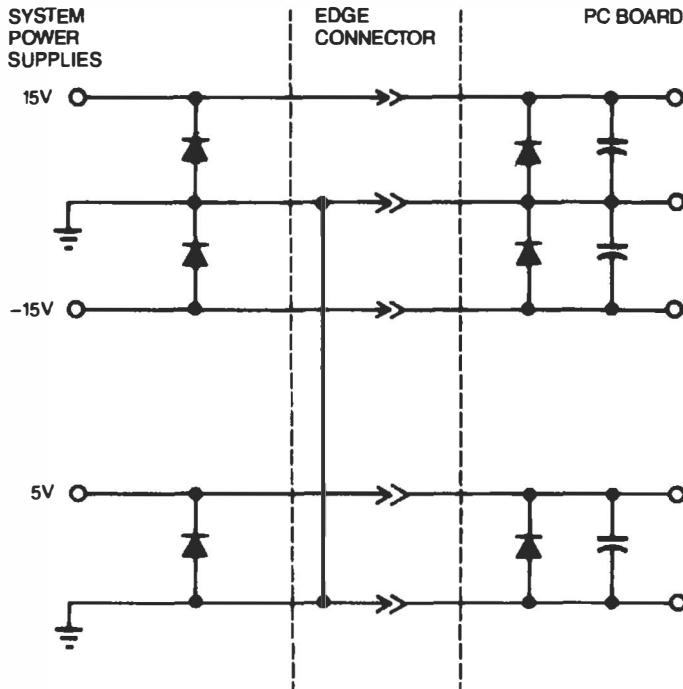 SYSTEM
POWER
SUPPLIES
EDGE
CONNECTOR
PC BOARD
15V
–15V
5V